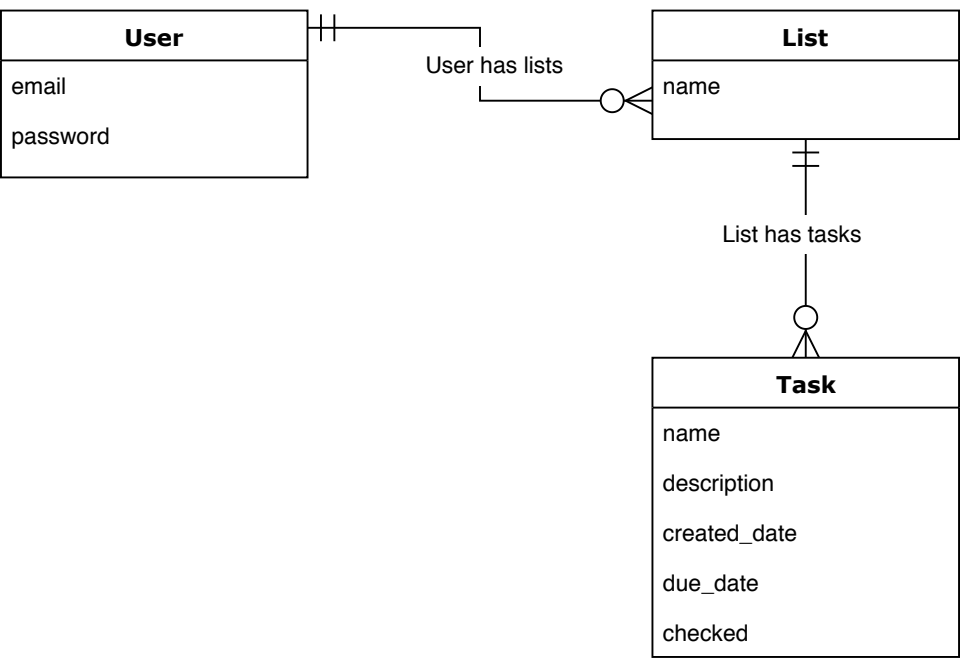 User
email
password
User has lists
List
name
List has tasks
Task
name
description
created_date
due_date
checked